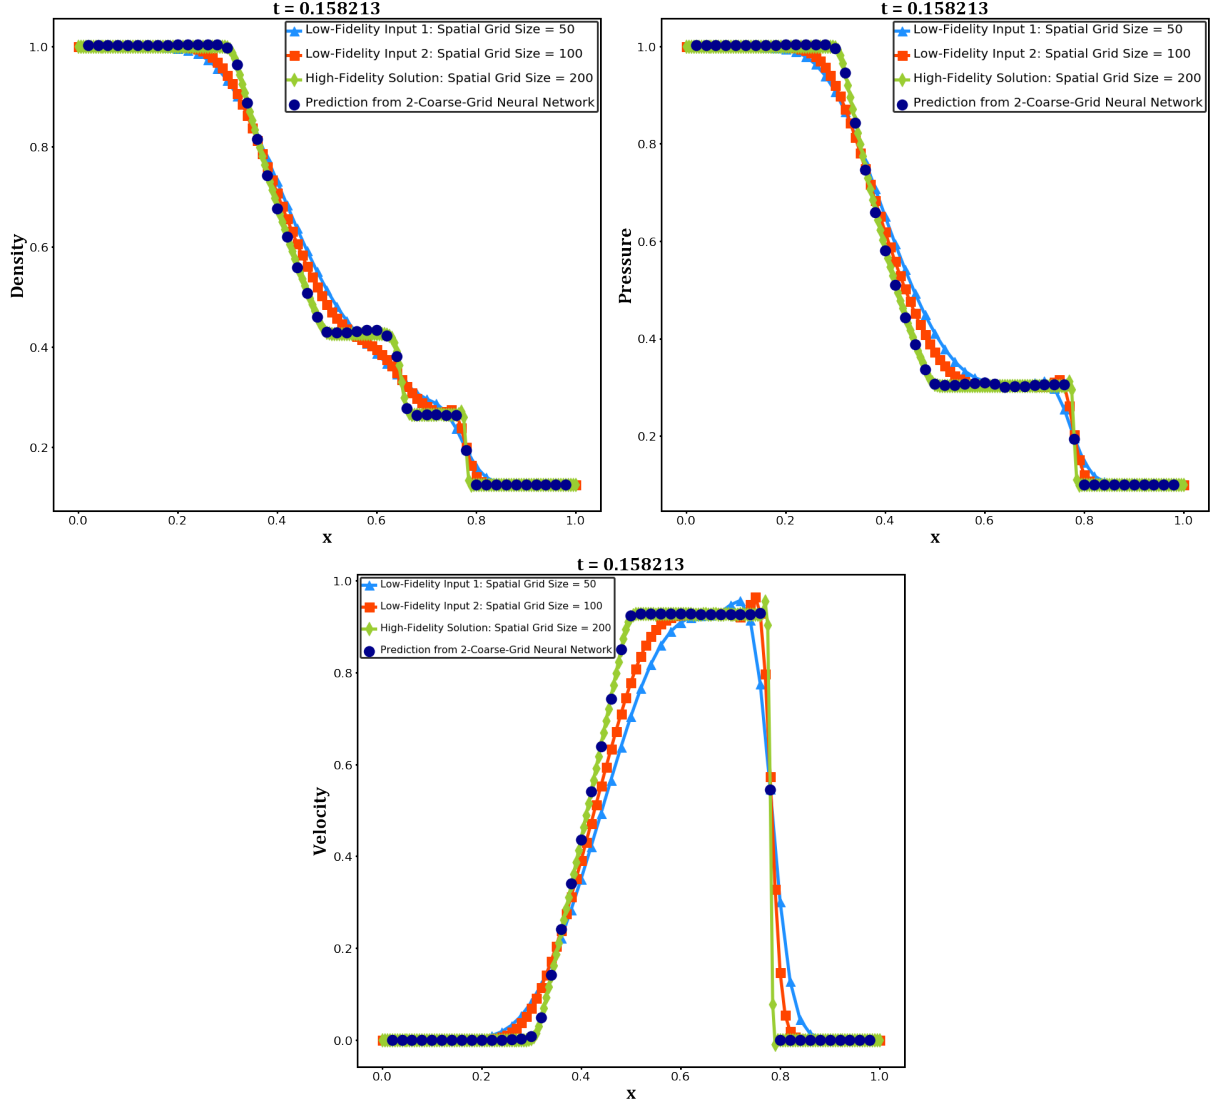 t = 0.158213
Low-Fidelity Input 1: Spatial Grid Size = 50
Low-Fidelity Input 2: Spatial Grid Size = 100
High-Fidelity Solution: Spatial Grid Size = 200
Prediction from 2-Coarse-Grid Neural Network
Density
1.0
0.8
0.6
0.4
0.2
0.0 0.2 0.4 0.6 0.8 1.0
x
t = 0.158213
Low-Fidelity Input 1: Spatial Grid Size = 50
Low-Fidelity Input 2: Spatial Grid Size = 100
High-Fidelity Solution: Spatial Grid Size = 200
Prediction from 2-Coarse-Grid Neural Network
Pressure
1.0
0.8
0.6
0.4
0.2
0.0 0.2 0.4 0.6 0.8 1.0
x
t = 0.158213
Low-Fidelity Input 1: Spatial Grid Size = 50
Low-Fidelity Input 2: Spatial Grid Size = 100
High-Fidelity Solution: Spatial Grid Size = 200
Prediction from 2-Coarse-Grid Neural Network
Velocity
1.0
0.8
0.6
0.4
0.2
0.0
0.0 0.2 0.4 0.6 0.8 1.0
x